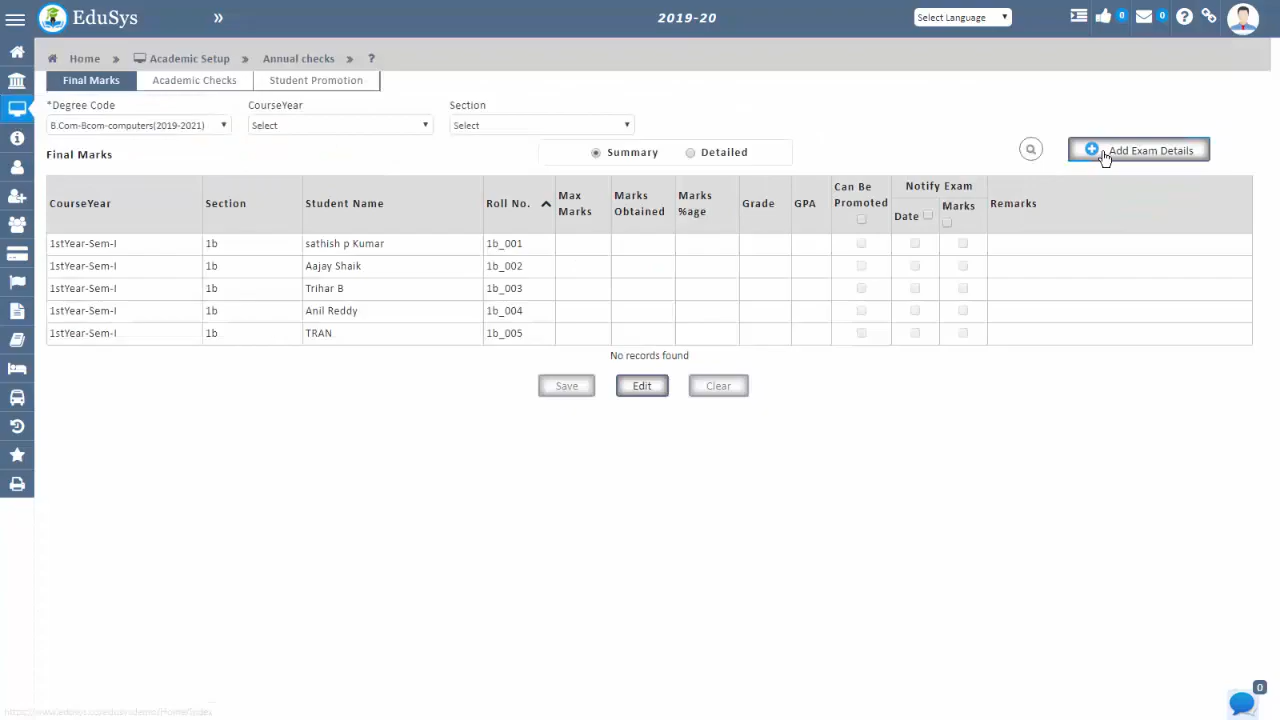 EduSys » 2019-20 Select Language 0 0
Home » Academic Setup » Annual checks » ?
Final Marks Academic Checks Student Promotion
*Degree Code CourseYear Section
B.Com-Bcom-computers(2019-2021) Select Select
Final Marks Summary Detailed Add Exam Details
CourseYear Section Student Name Roll No. Max Marks Marks Obtained Marks %age Grade GPA Can Be Promoted Notify Exam Date Marks Remarks
1stYear-Sem-I 1b sathish p Kumar 1b_001
1stYear-Sem-I 1b Aajay Shaik 1b_002
1stYear-Sem-I 1b Trihar B 1b_003
1stYear-Sem-I 1b Anil Reddy 1b_004
1stYear-Sem-I 1b TRAN 1b_005
No records found
Save Edit Clear
0